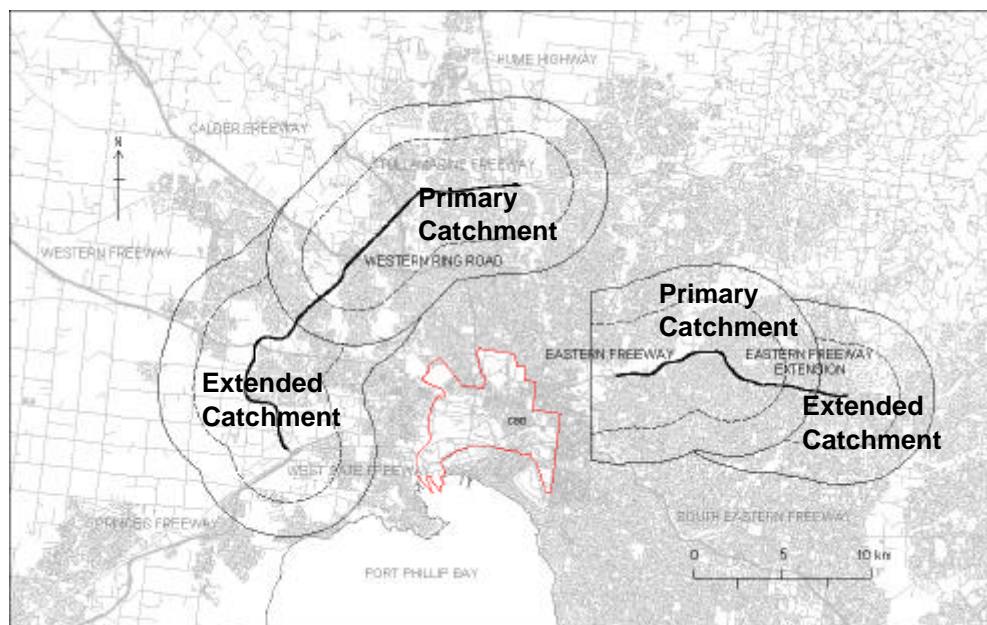 HUME HIGHWAY
CALDER FREEWAY
N
TULLAMARINE FREEWAY
Primary
Catchment
WESTERN FREEWAY
WESTERN RING ROAD
Primary
Catchment
EASTERN FREEWAY
EASTERN FREEWAY
EXTENSION
Extended
Catchment
Extended
Catchment
CBD
WEST GATE FREEWAY
PRINCES FREEWAY
SOUTH EASTERN FREEWAY
0 5 10 km
PORT PHILLIP BAY